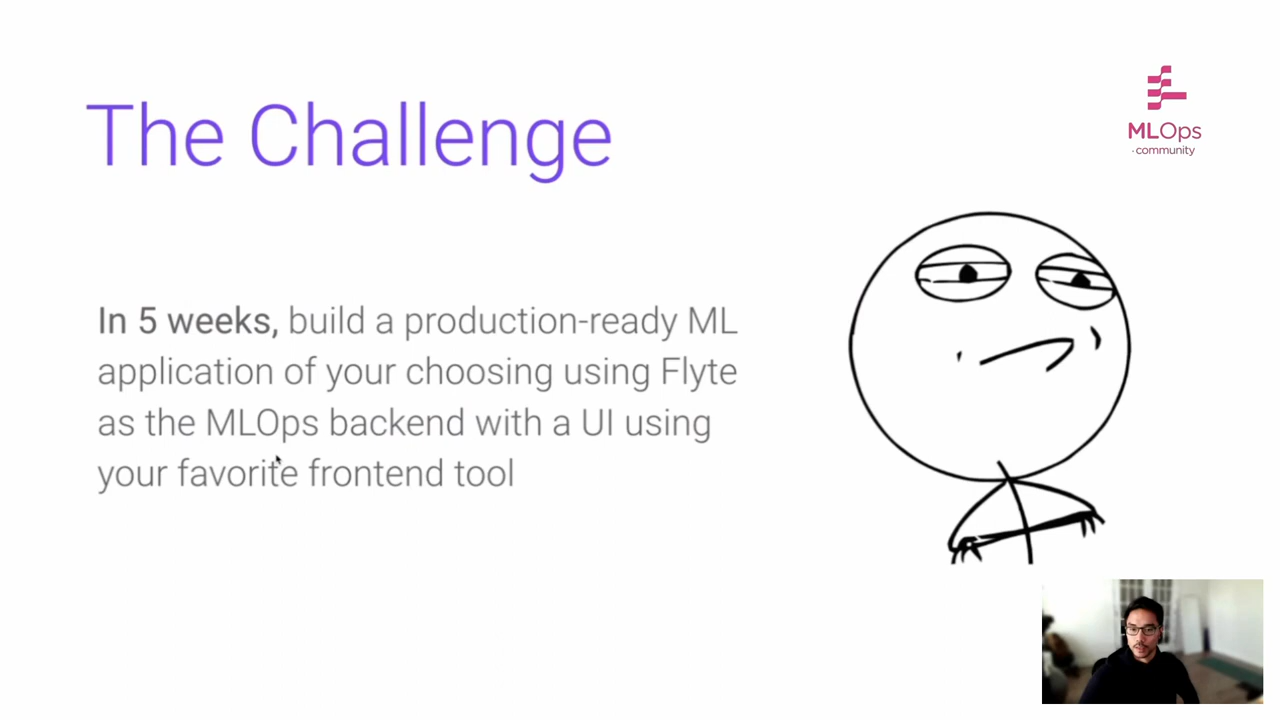 The Challenge
MLOps
community
In 5 weeks, build a production-ready ML
application of your choosing using Flyte
as the MLOps backend with a UI using
your favorite frontend tool